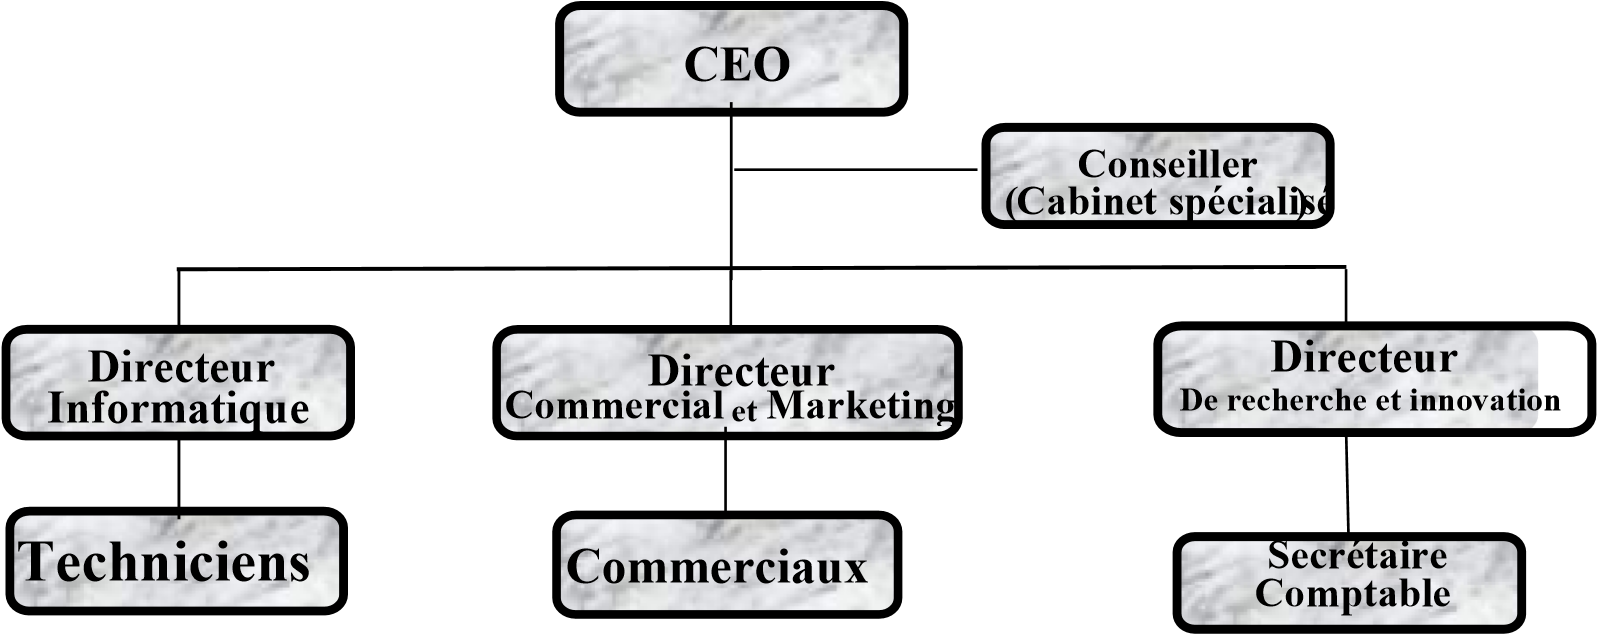 CEO
Conseiller
(Cabinet spécialisé)
Directeur
Informatique
Directeur
Commercial et Marketing
Directeur
De recherche et innovation
Techniciens
Commerciaux
Secrétaire
Comptable